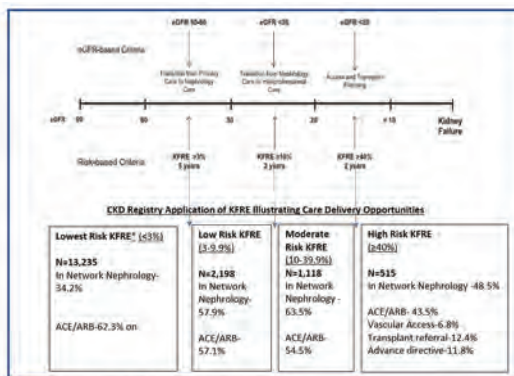 eGFR <20
eGFR-based Criteria
Access and Transplant
Planning
eGFR
30
20
Kidney
Failure
Risk-based Criteria
KFRE >3%
5 years
KFRE ≥10%
2 years
KFRE ≥40%
2 years
CKD Registry Application of KFRE Illustrating Care Delivery Opportunities
Lowest Risk KFRE* (<3%)
N=13,235
In Network Nephrology-
34.2%
ACE/ARB-62.3% on
Low Risk KFRE
(3-9.9%)
N=2,198
In Network
Nephrology-
57.9%
ACE/ARB-
57.1%
Moderate
Risk KFRE
(10-39.9%)
N=1,118
In Network
Nephrology -
63.5%
ACE/ARB-
54.5%
High Risk KFRE
(≥40%)
N=515
In Network Nephrology -48.5%
ACE/ARB- 43.5%
Vascular Access-6.8%
Transplant referral-12.4%
Advance directive-11.8%